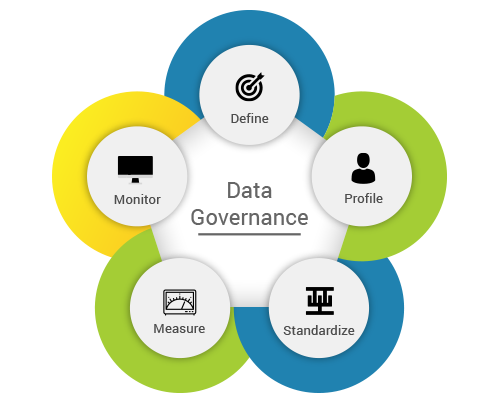 Define
Profile
Standardize
Measure
Monitor
Data
Governance